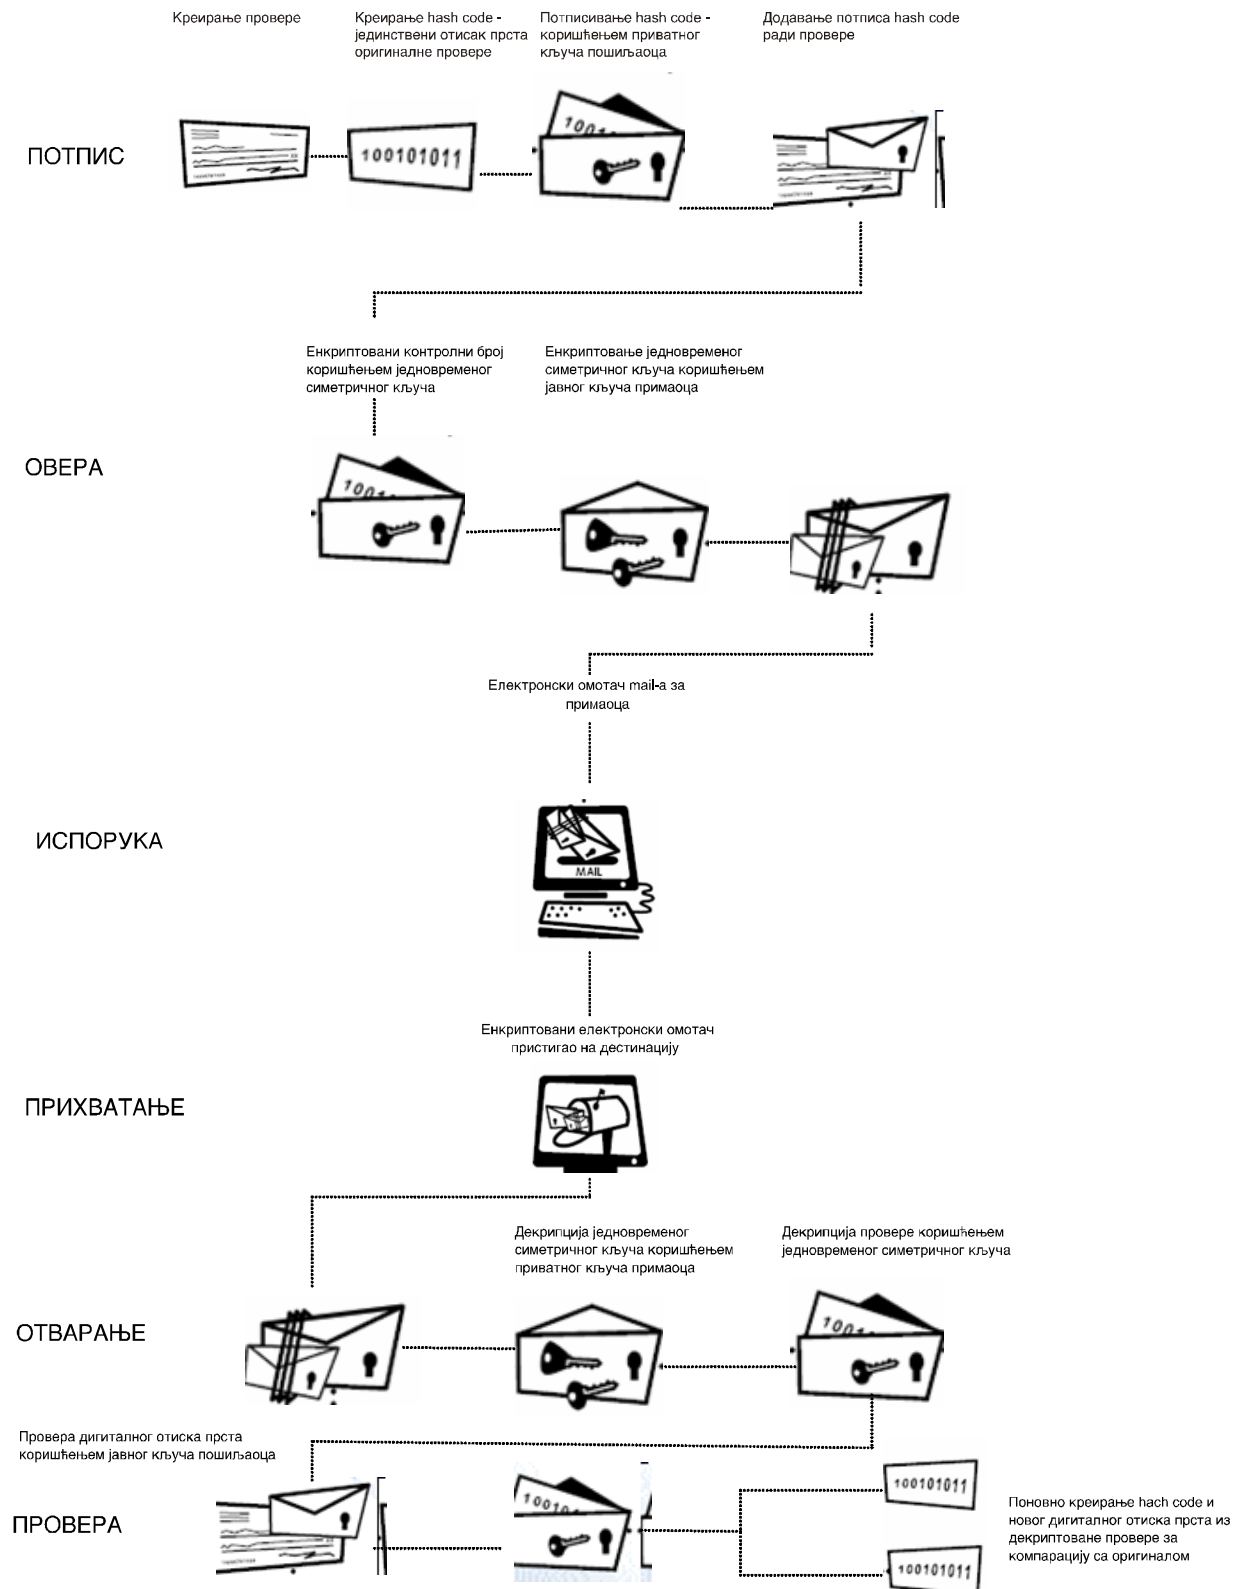 Креирање провере
Креирање hash code -
јединствени отисак прста
оригиналне провере
Потписивање hash code -
коришћењем приватног
кључа пошиљаоца
Додавање потписа hash code
ради провере
ПОТПИС
100101011
1001
Енкриптовани контролни број
коришћењем једновременог
симетричног кључа
Енкриптовање једновременог
симетричног кључа коришћењем
јавног кључа примаоца
ОВЕРА
1001
Електронски омотач mail-а за
примаоца
ИСПОРУКА
MAIL
Енкриптовани електронски омотач
пристигао на дестинацију
ПРИХВАТАЊЕ
Декрипција једновременог
симетричног кључа коришћењем
приватног кључа примаоца
Декрипција провере коришћењем
једновременог симетричног кључа
ОТВАРАЊЕ
1001
Провера дигиталног отиска прста
коришћењем јавног кључа пошиљаоца
ПРОВЕРА
10010
100101011
100101011
Поновно креирање hach code и
новог дигиталног отиска прста из
декриптоване провере за
компарацију са оригиналом